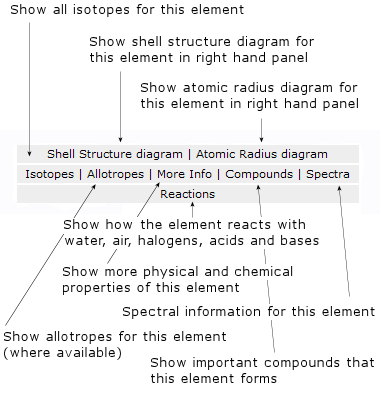 Show all isotopes for this element
Show shell structure diagram for
this element in right hand panel
Show atomic radius diagram for
this element in right hand panel
Shell Structure diagram | Atomic Radius diagram
Isotopes | Allotropes | More Info | Compounds | Spectra
Reactions
Show how the element reacts with
water, air, halogens, acids and bases
Show more physical and chemical
properties of this element
Spectral information for this element
Show allotropes for this element
(where available)
Show important compounds that
this element forms